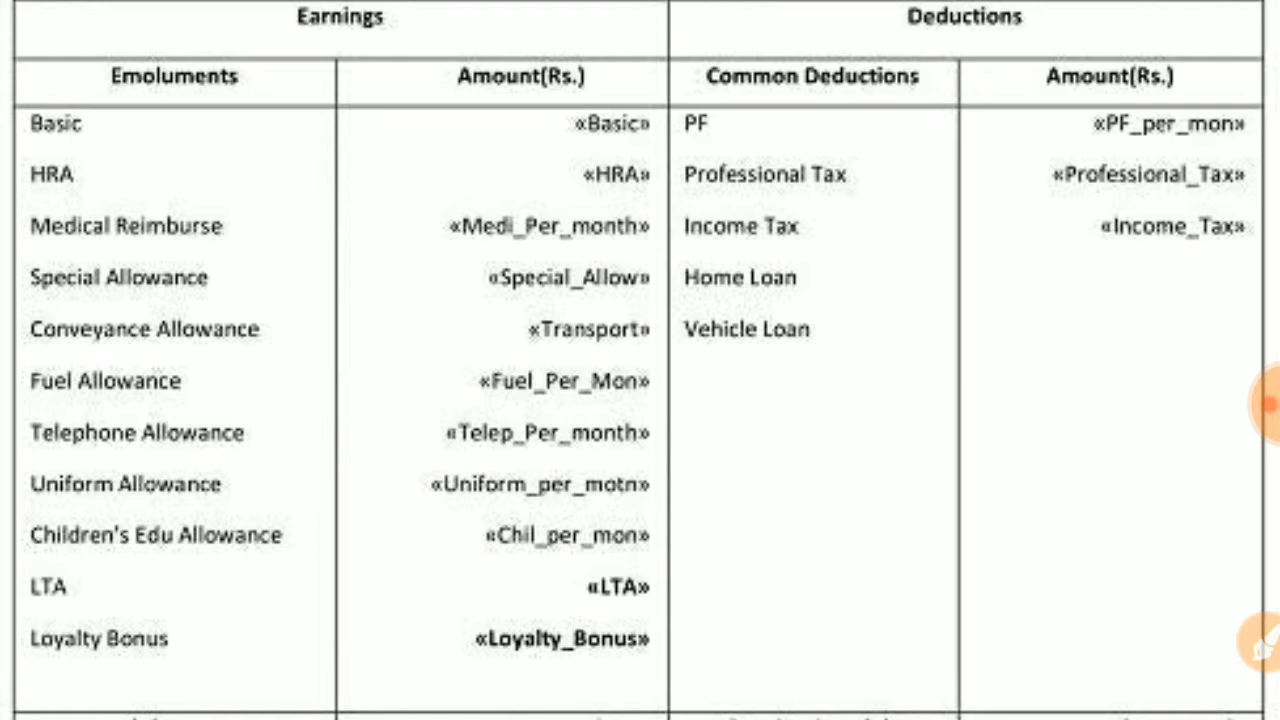 Earnings Deductions
Emoluments Amount(Rs.) Common Deductions Amount(Rs.)
Basic «Basic» PF «PF_per_mon»
HRA «HRA» Professional Tax «Professional_Tax»
Medical Reimburse «Medi_Per_month» Income Tax «Income_Tax»
Special Allowance «Special_Allow» Home Loan
Conveyance Allowance «Transport» Vehicle Loan
Fuel Allowance «Fuel_Per_Mon»
Telephone Allowance «Telep_Per_month»
Uniform Allowance «Uniform_per_motn»
Children's Edu Allowance «Chil_per_mon»
LTA «LTA»
Loyalty Bonus «Loyalty_Bonus»